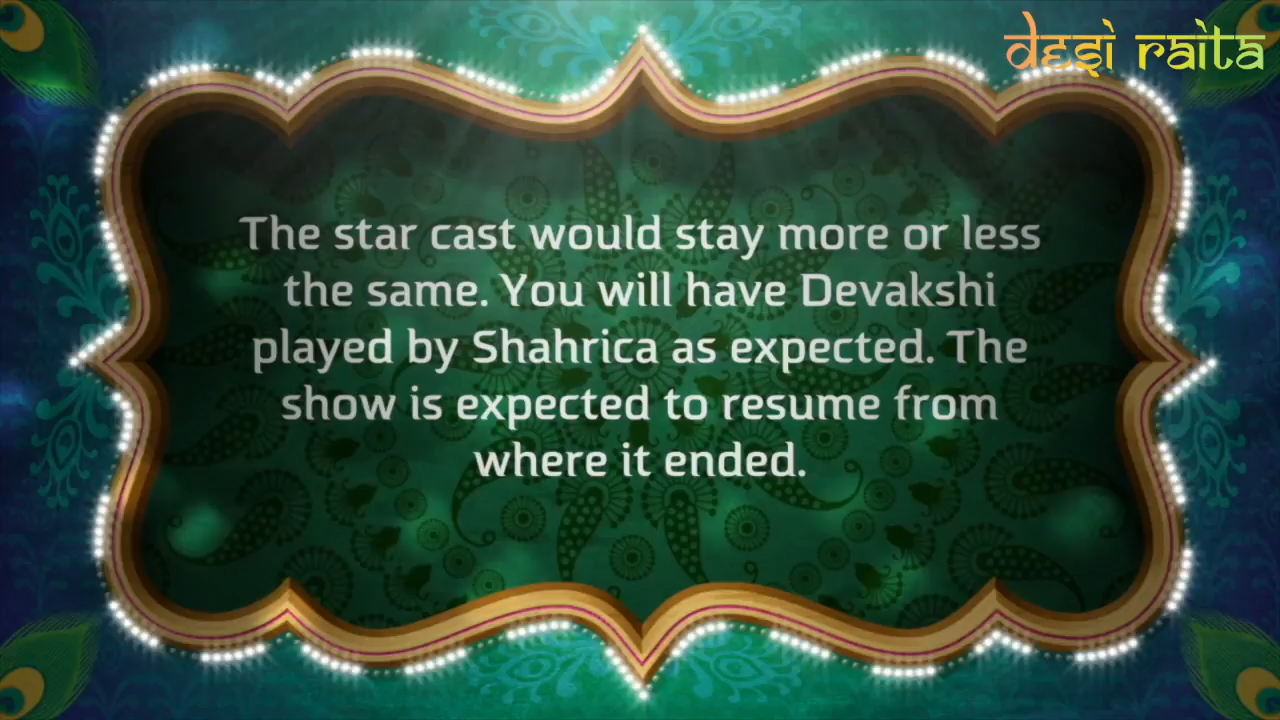 desi raita
The star cast would stay more or less
the same. You will have Devakshi
played by Shahrica as expected. The
show is expected to resume from
where it ended.